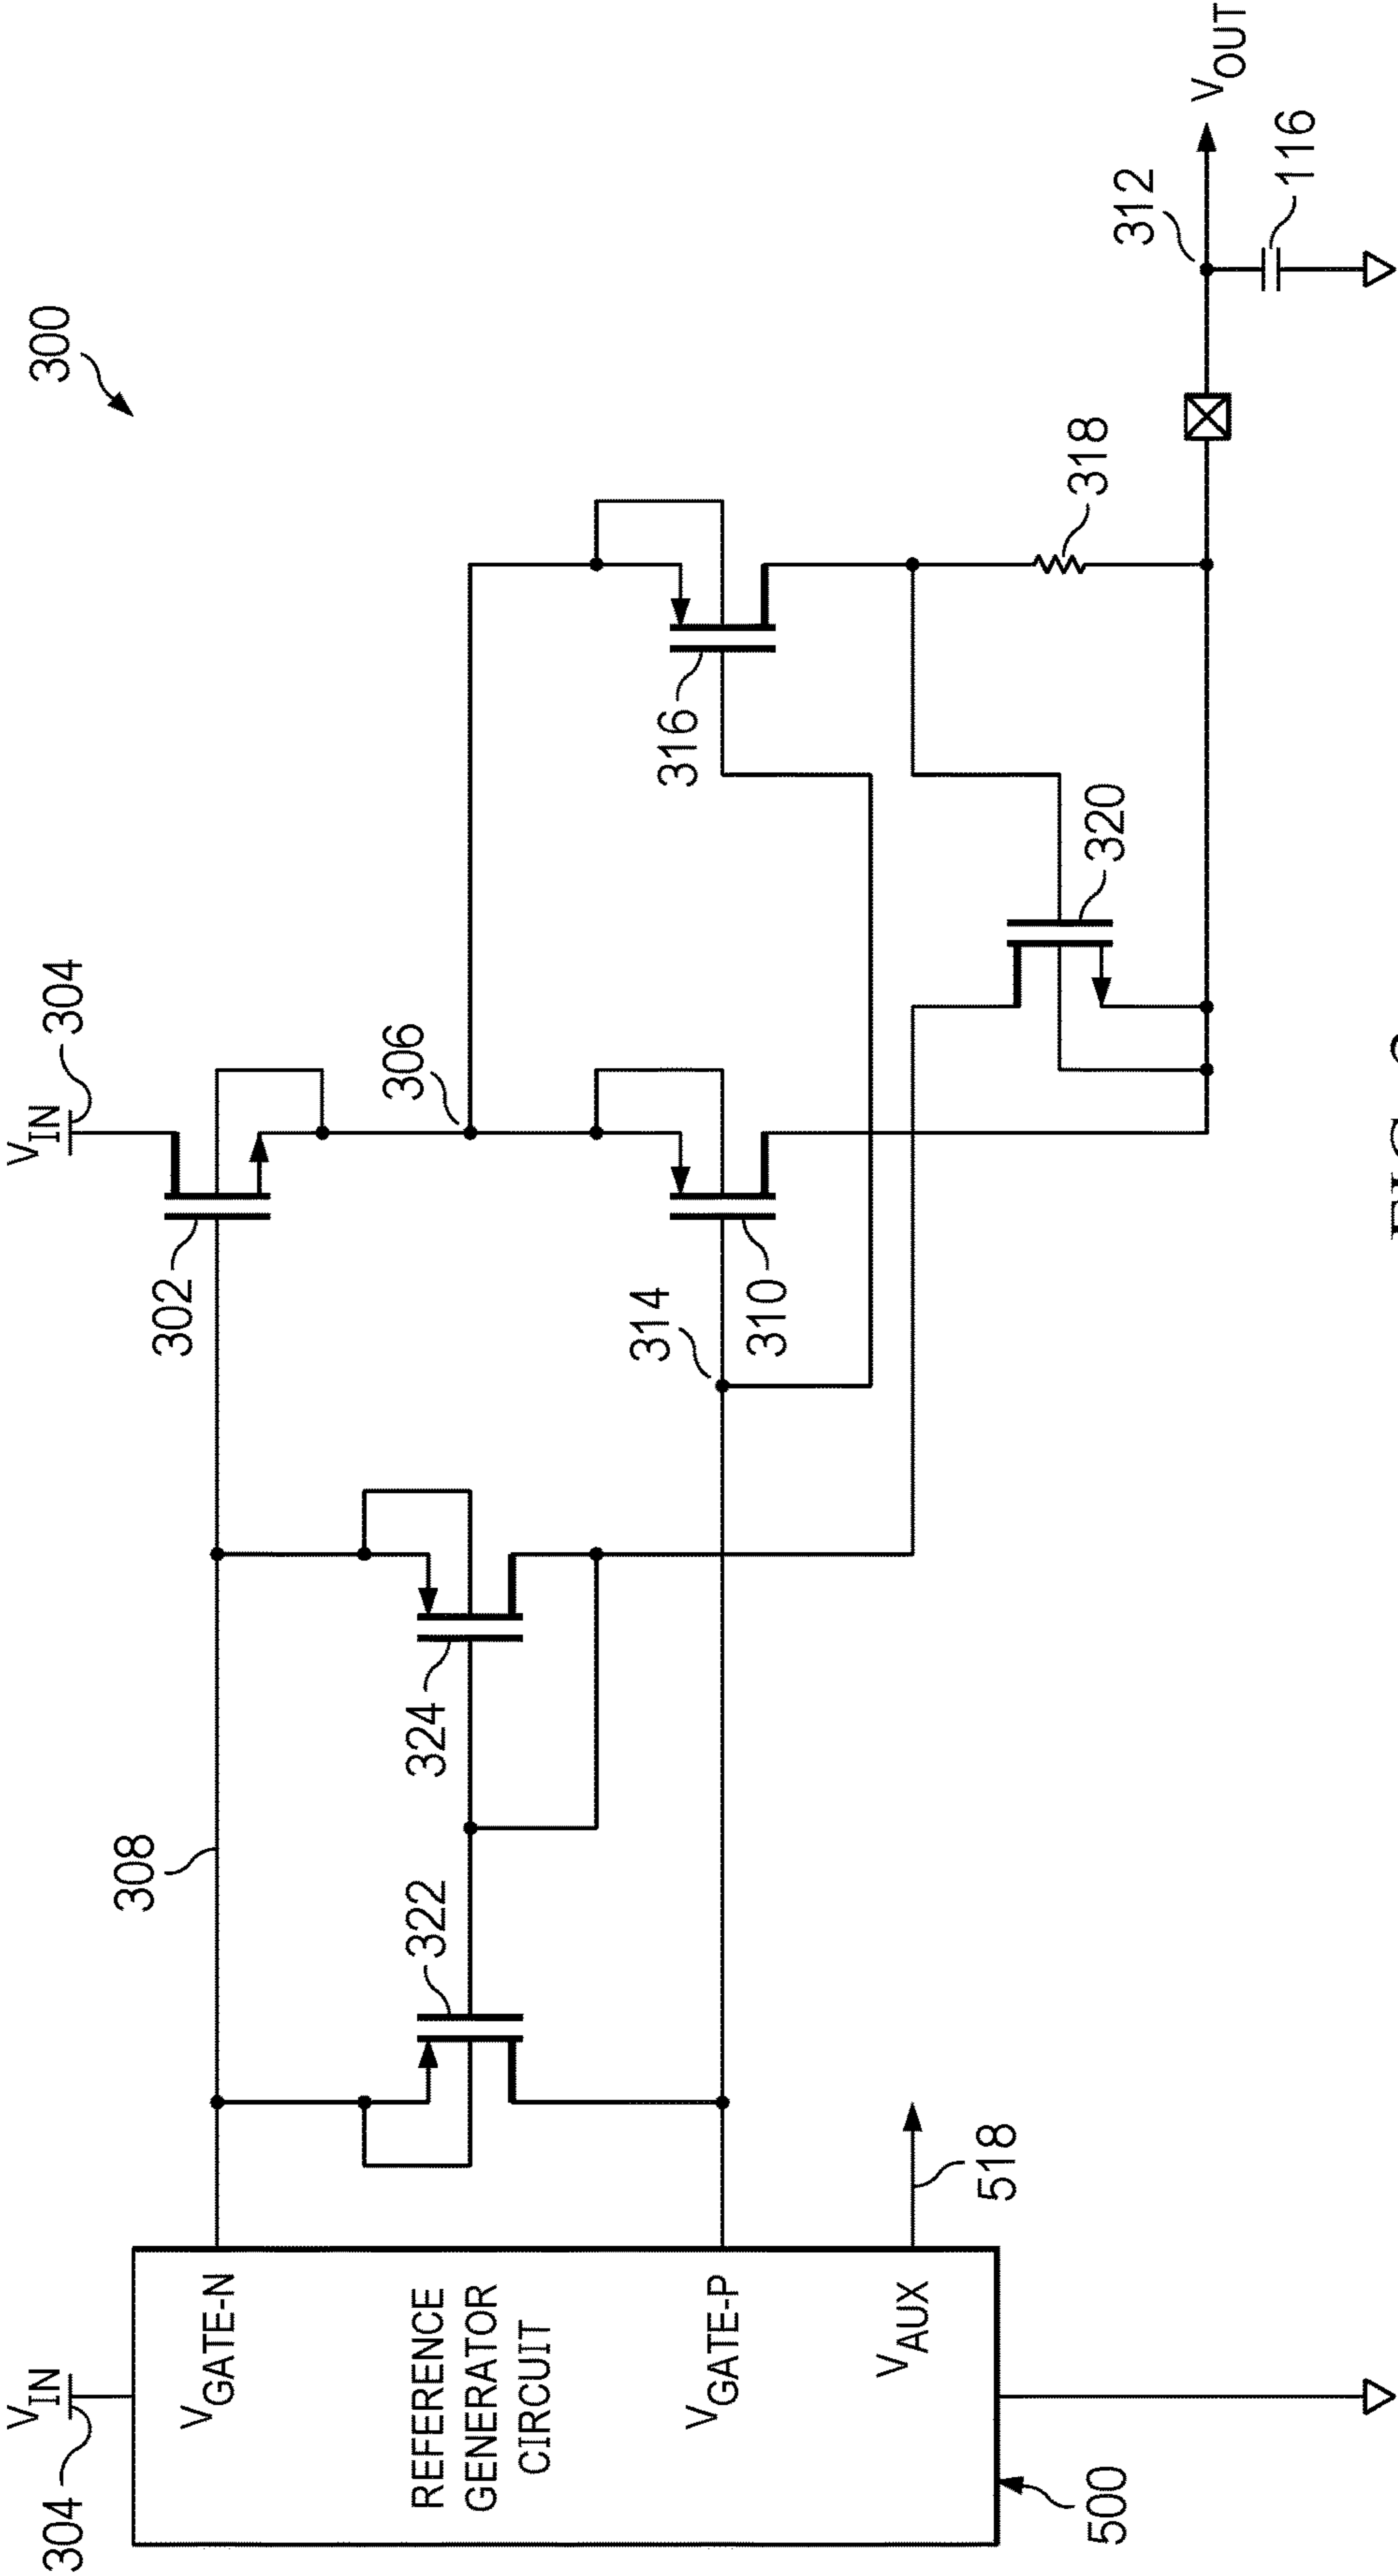 300
V_IN
304
V_IN
304
302
306
308
322
324
314
310
316
318
320
312
V_OUT
116
V_GATE-N
REFERENCE
GENERATOR
CIRCUIT
V_GATE-P
V_AUX
518
500